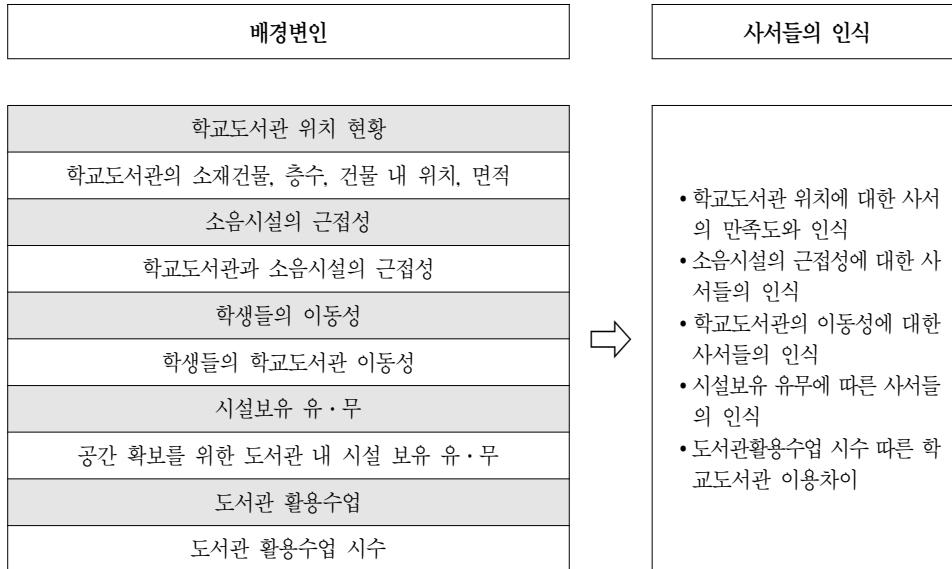 배경변인
사서들의 인식
학교도서관 위치 현황
학교도서관의 소재건물, 층수, 건물 내 위치, 면적
소음시설의 근접성
학교도서관과 소음시설의 근접성
학생들의 이동성
학생들의 학교도서관 이동성
시설보유 유·무
공간 확보를 위한 도서관 내 시설 보유 유·무
도서관 활용수업
도서관 활용수업 시수
• 학교도서관 위치에 대한 사서
의 만족도와 인식
• 소음시설의 근접성에 대한 사
서들의 인식
• 학교도서관의 이동성에 대한
사서들의 인식
• 시설보유 유무에 따른 사서들
의 인식
• 도서관활용수업 시수 따른 학
교도서관 이용차이